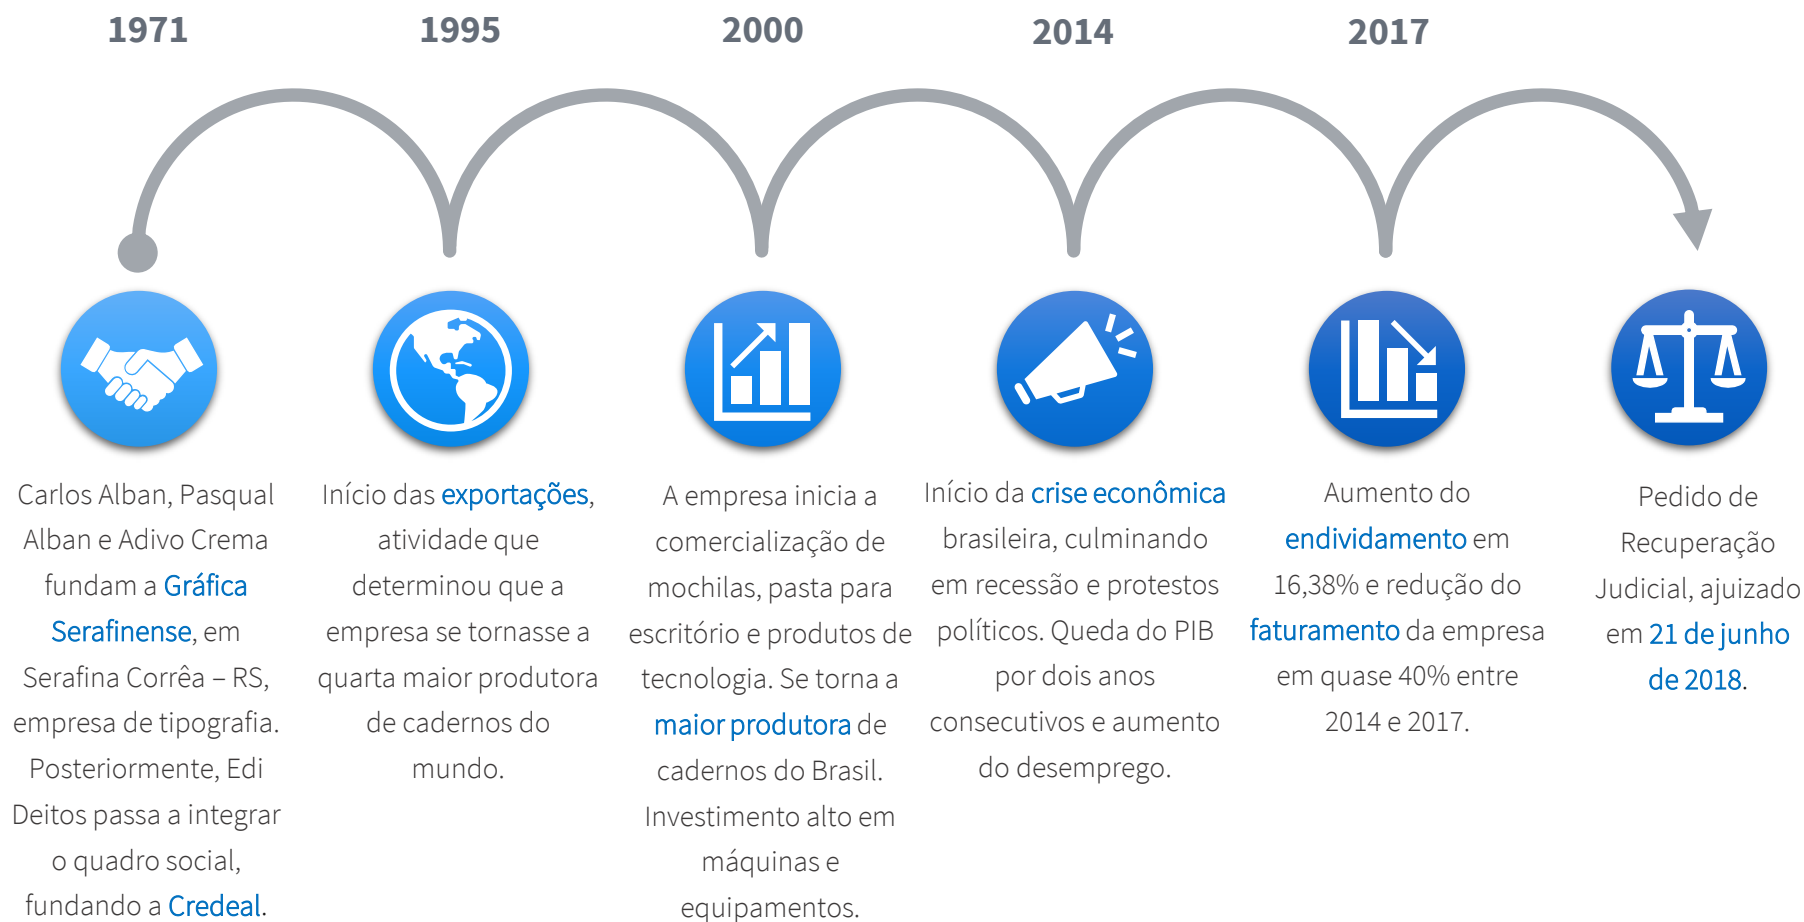 1971
1995
2000
2014
2017
Carlos Alban, Pasqual
Alban e Adivo Crema
fundam a Gráfica
Serafinense, em
Serafina Corrêa – RS,
empresa de tipografia.
Posteriormente, Edi
Deitos passa a integrar
o quadro social,
fundando a Credeal.
Início das exportações,
atividade que
determinou que a
empresa se tornasse a
quarta maior produtora
de cadernos do
mundo.
A empresa inicia a
comercialização de
mochilas, pasta para
escritório e produtos de
tecnologia. Se torna a
maior produtora de
cadernos do Brasil.
Investimento alto em
máquinas e
equipamentos.
Início da crise econômica
brasileira, culminando
em recessão e protestos
políticos. Queda do PIB
por dois anos
consecutivos e aumento
do desemprego.
Aumento do
endividamento em
16,38% e redução do
faturamento da empresa
em quase 40% entre
2014 e 2017.
Pedido de
Recuperação
Judicial, ajuizado
em 21 de junho
de 2018.